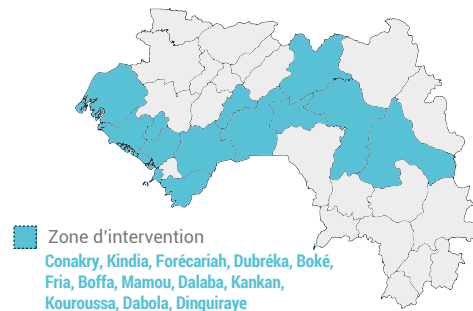 Zone d'intervention
Conakry, Kindia, Forécariah, Dubréka, Boké,
Fria, Boffa, Mamou, Dalaba, Kankan,
Kouroussa, Dabola, Dinguiraye